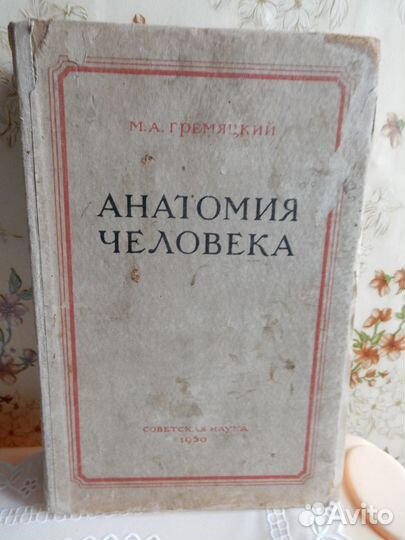 М.А. ГРЕМЯЦКИЙ
АНАТОМИЯ
ЧЕЛОВЕКА
СОВЕТСКАЯ НАУКА
1950
Avito